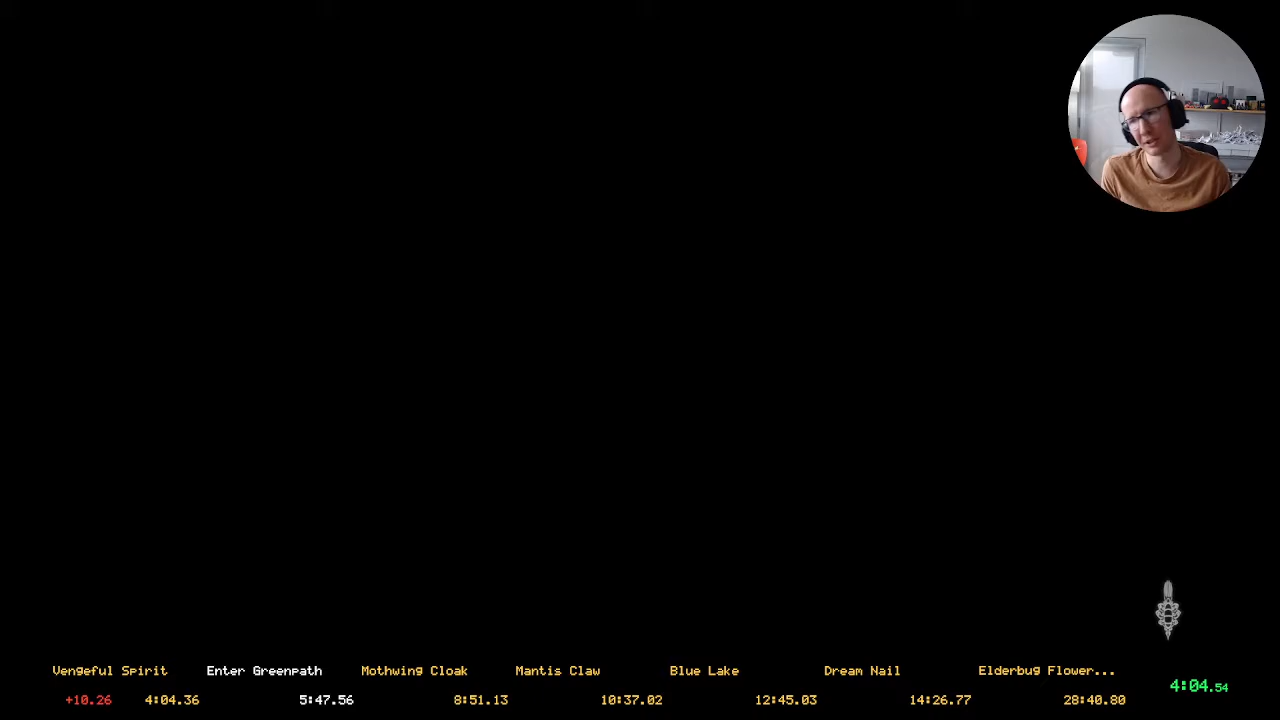 Vengeful Spirit Enter Greenpath Mothwing Cloak Mantis Claw Blue Lake Dream Nail Elderbug Flower...
+10.26 4:04.36 5:47.56 8:51.13 10:37.02 12:45.03 14:26.77 28:40.80
4:04.54